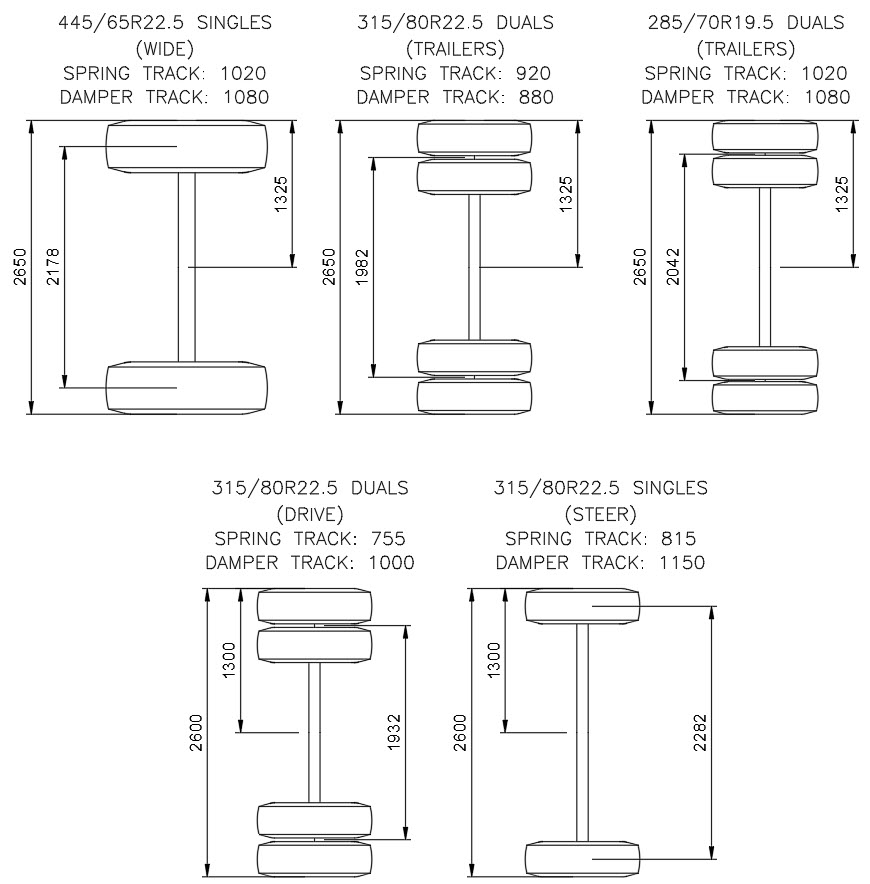 445/65R22.5 SINGLES
(WIDE)
SPRING TRACK: 1020
DAMPER TRACK: 1080
2650
2178
1325
315/80R22.5 DUALS
(TRAILERS)
SPRING TRACK: 920
DAMPER TRACK: 880
2650
1982
1325
285/70R19.5 DUALS
(TRAILERS)
SPRING TRACK: 1020
DAMPER TRACK: 1080
2650
2042
1325
315/80R22.5 DUALS
(DRIVE)
SPRING TRACK: 755
DAMPER TRACK: 1000
2600
1300
1932
315/80R22.5 SINGLES
(STEER)
SPRING TRACK: 815
DAMPER TRACK: 1150
2600
1300
2282